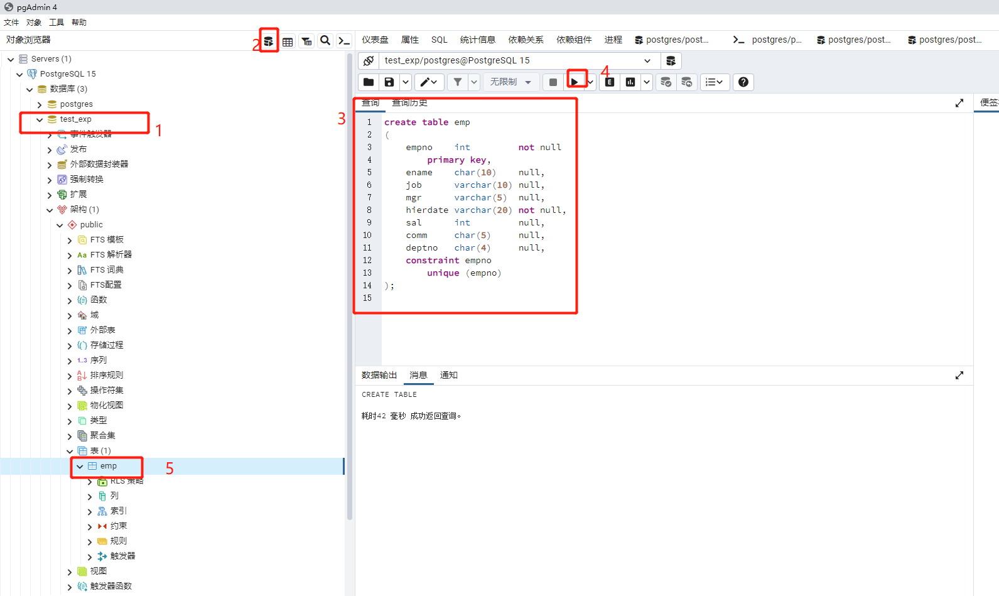 pgAdmin 4
文件 对象 工具 帮助
对象浏览器
2
仪表盘 属性 SQL 统计信息 依赖关系 依赖组件 进程 postgres/post... postgres/p... postgres/post... postgres/post...
Servers (1)
PostgreSQL 15
数据库 (3)
postgres
test_exp
1
事件触发器
发布
外部数据封装器
强制转换
扩展
架构 (1)
public
FTS 模板
Aa FTS 解析器
FTS 词典
FTS配置
函数
域
外部表
存储过程
1..3 序列
排序规则
操作符集
物化视图
类型
聚合集
表 (1)
emp
5
RLS 策略
列
索引
约束
规则
触发器
视图
触发器函数
test_exp/postgres@PostgreSQL 15
无限制
4
E
3
查询 查询历史
1 create table emp
2 (
3 empno int not null
4 primary key,
5 ename char(10) null,
6 job varchar(10) null,
7 mgr varchar(5) null,
8 hierdate varchar(20) not null,
9 sal int null,
10 comm char(5) null,
11 deptno char(4) null,
12 constraint empno
13 unique (empno)
14 );
15
数据输出 消息 通知
CREATE TABLE
耗时42 毫秒 成功返回查询。